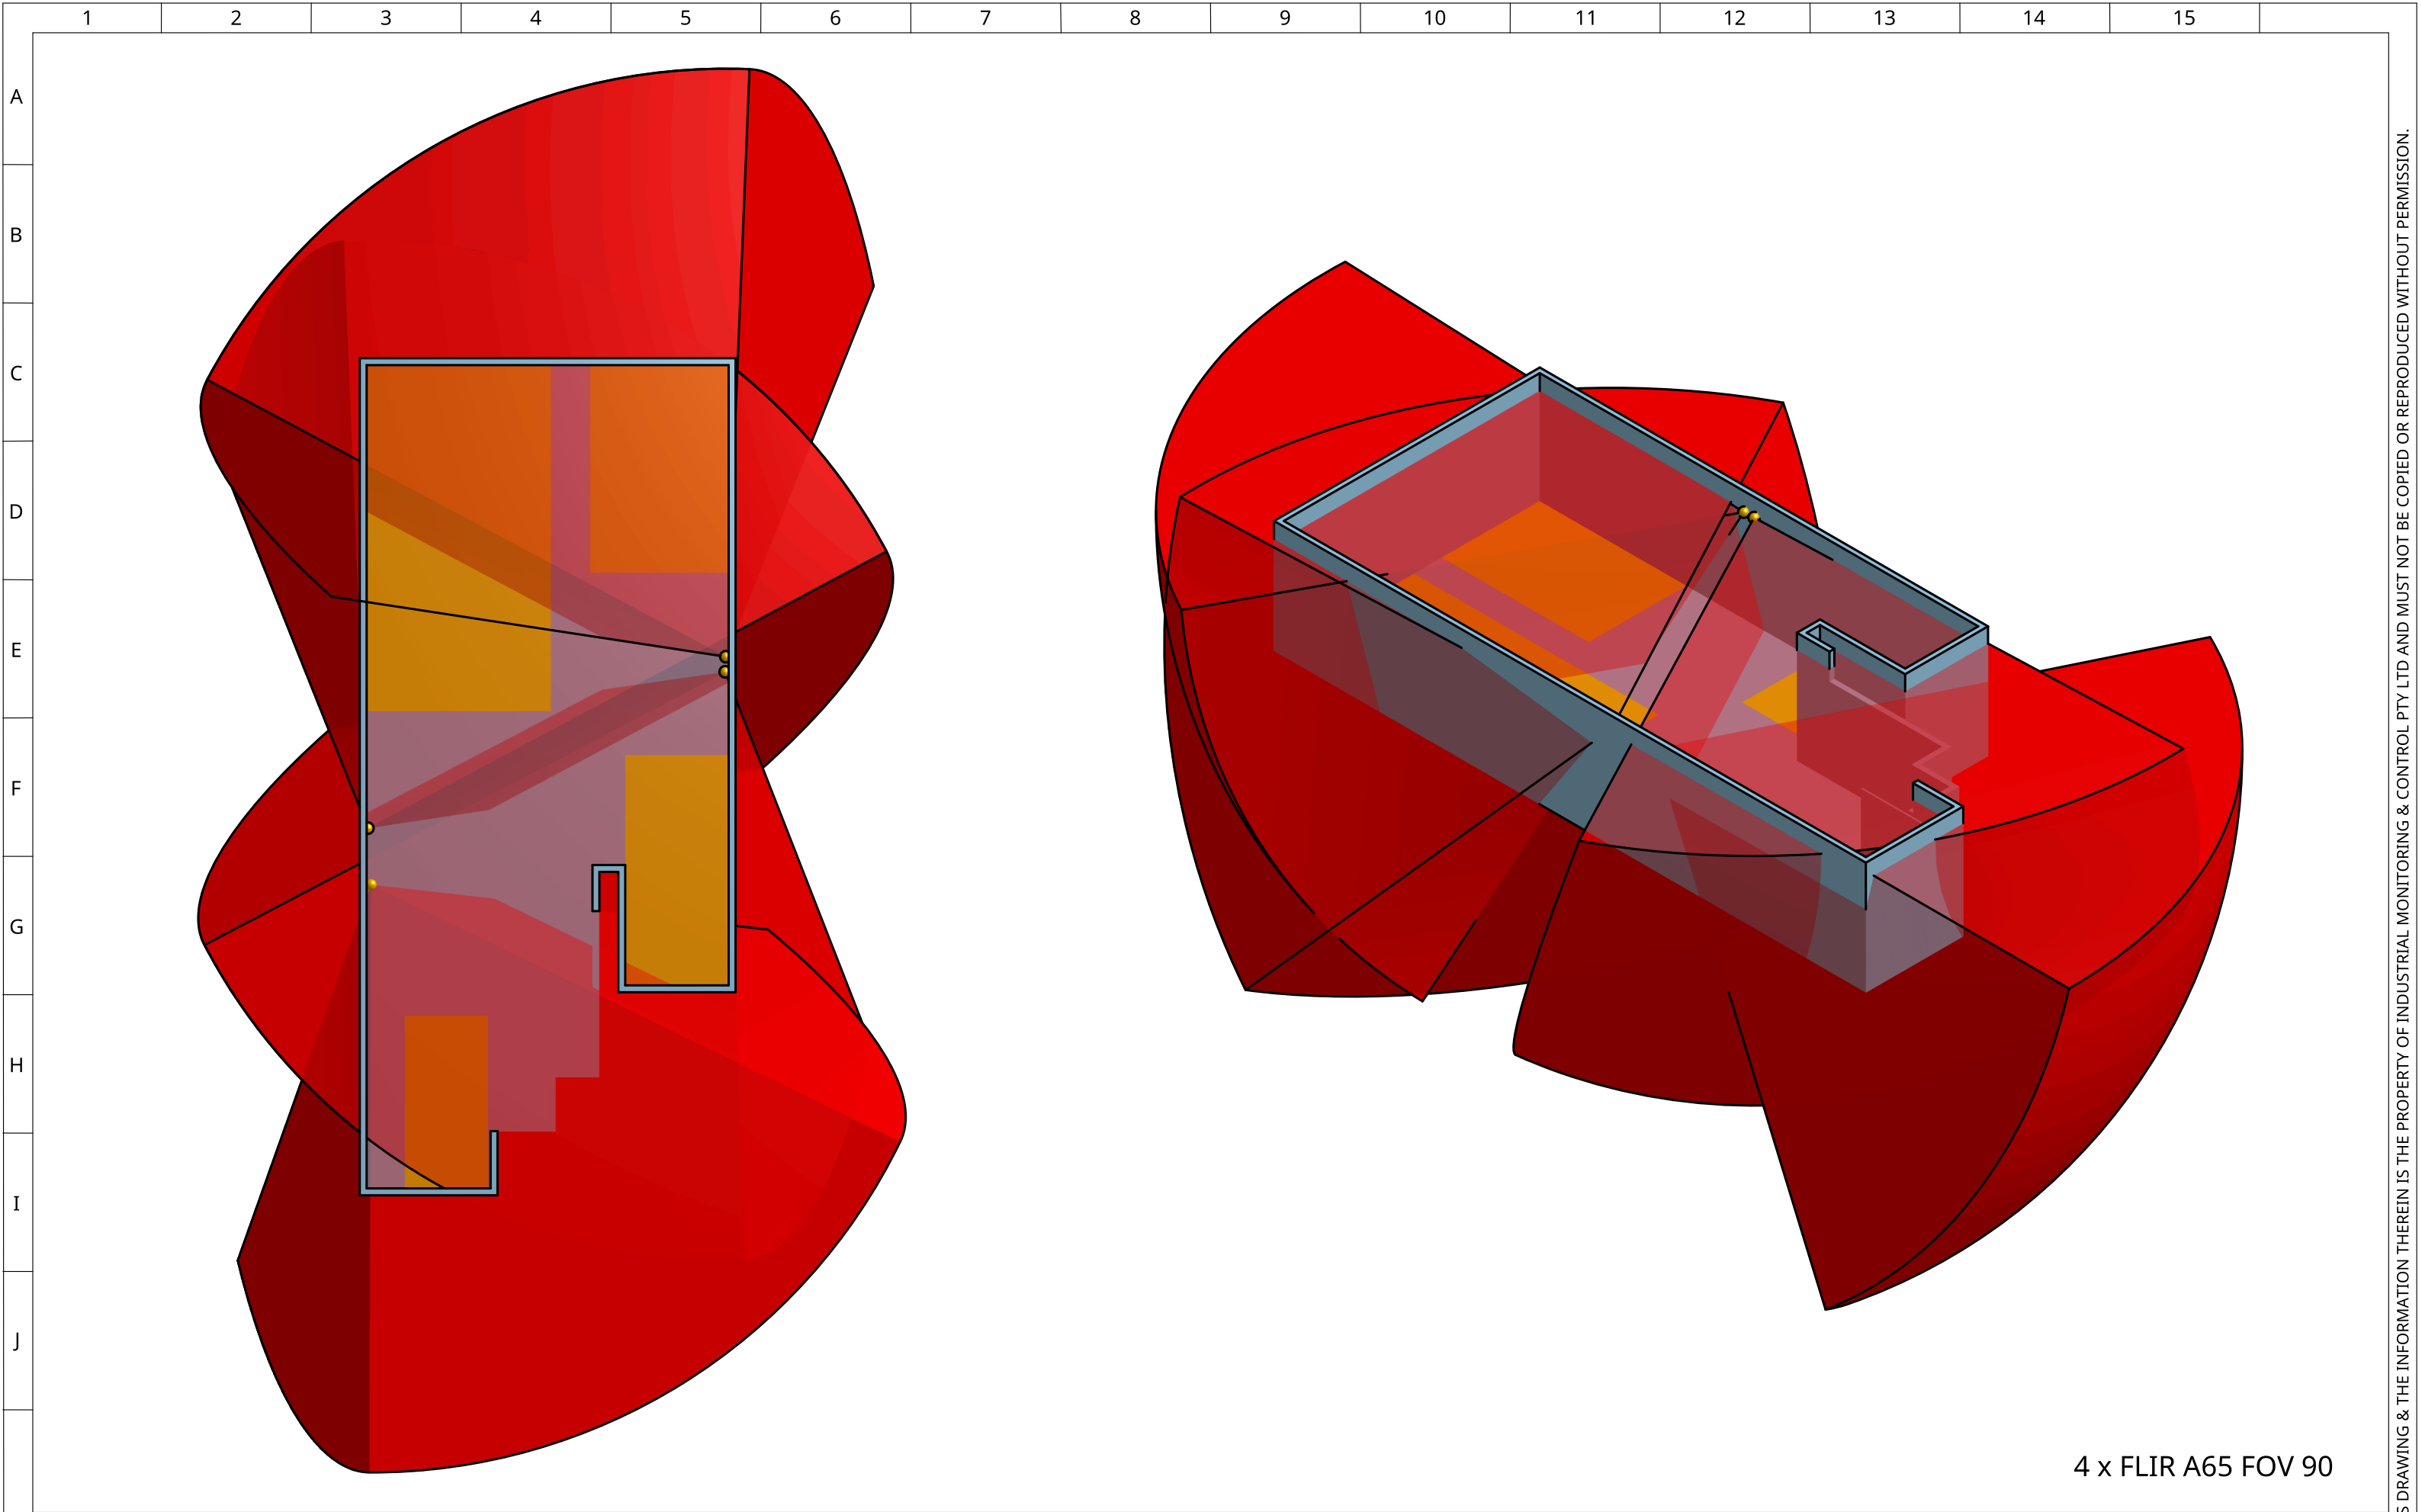 1 2 3 4 5 6 7 8 9 10 11 12 13 14 15
A
B
C
D
E
F
G
H
I
J
4 x FLIR A65 FOV 90
DRAWING & THE INFORMATION THEREIN IS THE PROPERTY OF INDUSTRIAL MONITORING & CONTROL PTY LTD AND MUST NOT BE COPIED OR REPRODUCED WITHOUT PERMISSION.